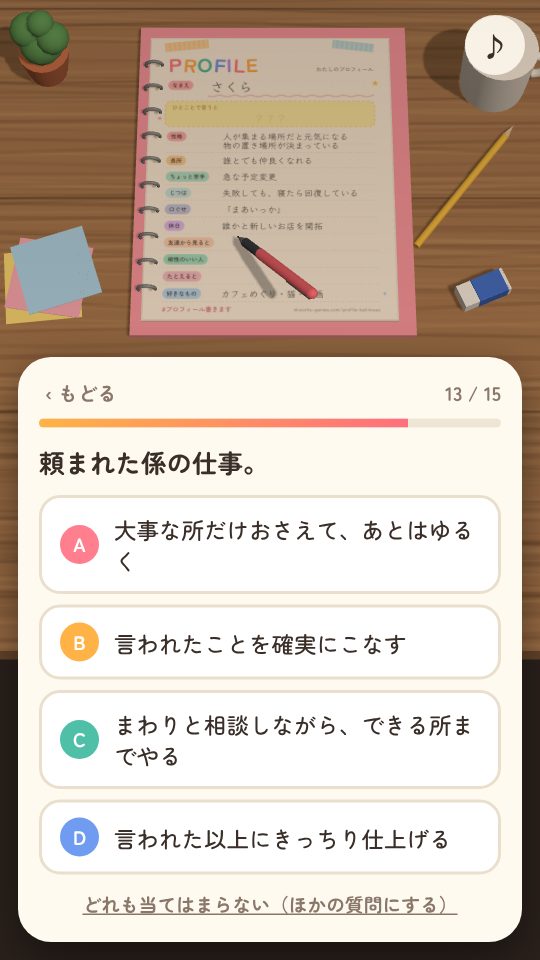 PROFILE
わたしのプロフィール
なまえ
さくら
ひとことで言うと
???
性格
人が集まる場所だと元気になる
物の置き場所が決まっている
長所
誰とでも仲良くなれる
ちょっと苦手
急な予定変更
じつは
失敗しても、寝たら回復している
口ぐせ
「まあいっか」
休日
誰かと新しいお店を開拓
友達から見ると
相性のいい人
たとえると
好きなもの
カフェめぐり・猫・
#プロフィール書きます
‹ もどる
13 / 15
頼まれた係の仕事。
A
大事な所だけおさえて、あとはゆる
く
B
言われたことを確実にこなす
C
まわりと相談しながら、できる所ま
でやる
D
言われた以上にきっちり仕上げる
どれも当てはまらない（ほかの質問にする）